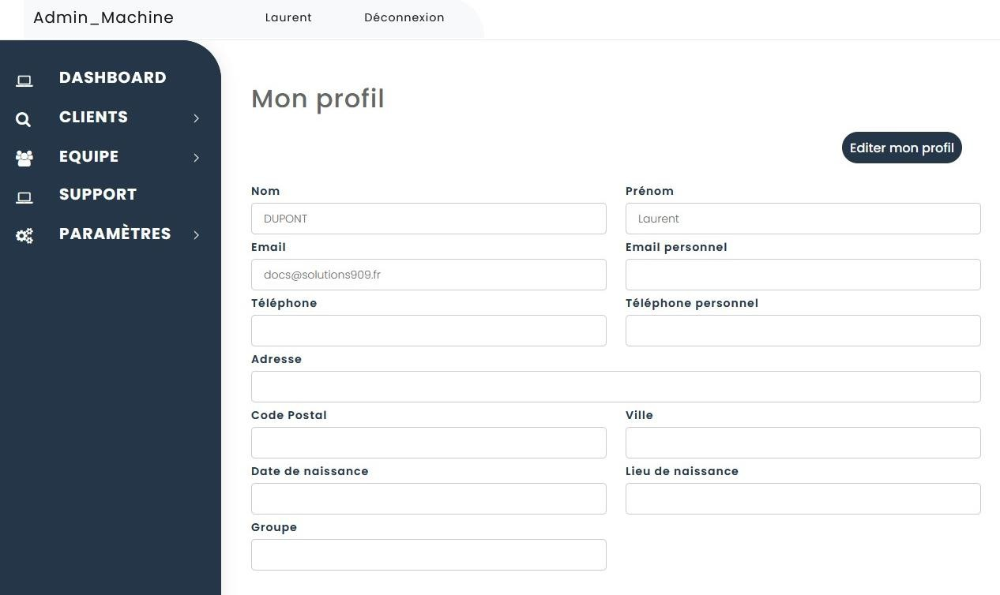 Admin_Machine Laurent Déconnexion
DASHBOARD
CLIENTS
EQUIPE
SUPPORT
PARAMÈTRES
Mon profil
Editer mon profil
Nom Prénom
DUPONT Laurent
Email Email personnel
docs@solutions909.fr
Téléphone Téléphone personnel
Adresse
Code Postal Ville
Date de naissance Lieu de naissance
Groupe